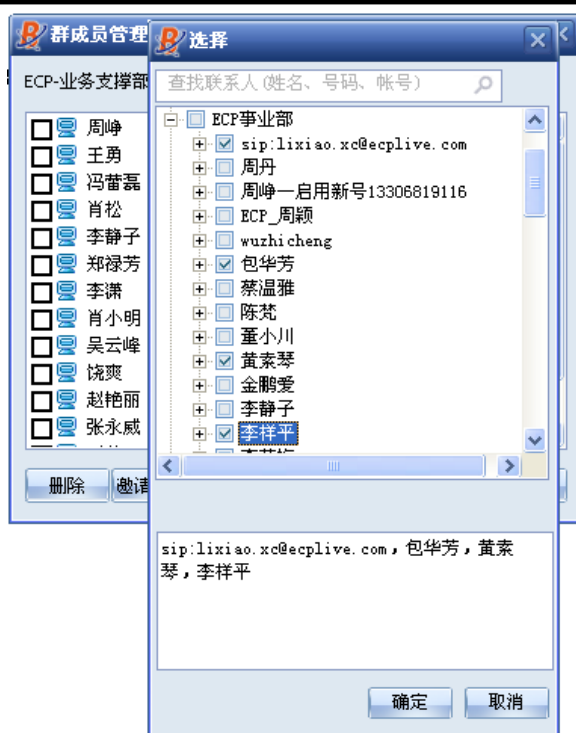 群成员管理
ECP-业务支撑部
周峥
王勇
冯蕾磊
肖松
李静子
郑禄芳
李潇
肖小明
吴云峰
饶爽
赵艳丽
张永威
删除
邀请
选择
查找联系人(姓名、号码、帐号)
ECP事业部
sip:lixiao.xc@ecplive.com
周丹
周峥一启用新号13306819116
ECP_周颖
wuzhicheng
包华芳
蔡温雅
陈梵
董小川
黄素琴
金鹏爱
李静子
李样平
sip:lixiao.xc@ecplive.com，包华芳，黄素
琴，李样平
确定
取消